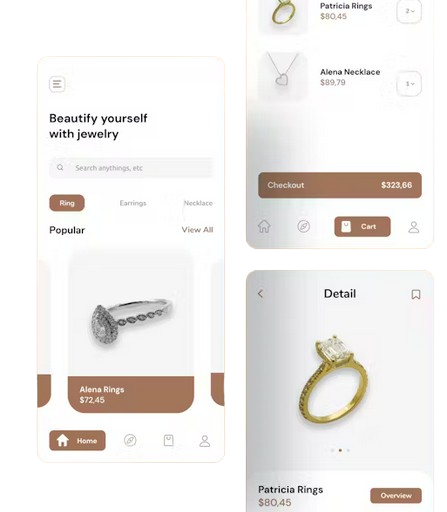 Beautify yourself
with jewelry
Search anythings, etc
Ring
Earrings
Necklace
Popular
View All
Alena Rings
$72,45
Home
Patricia Rings
$80,45
2
Alena Necklace
$89,79
1
Checkout
$323,66
Cart
Detail
Patricia Rings
$80,45
Overview